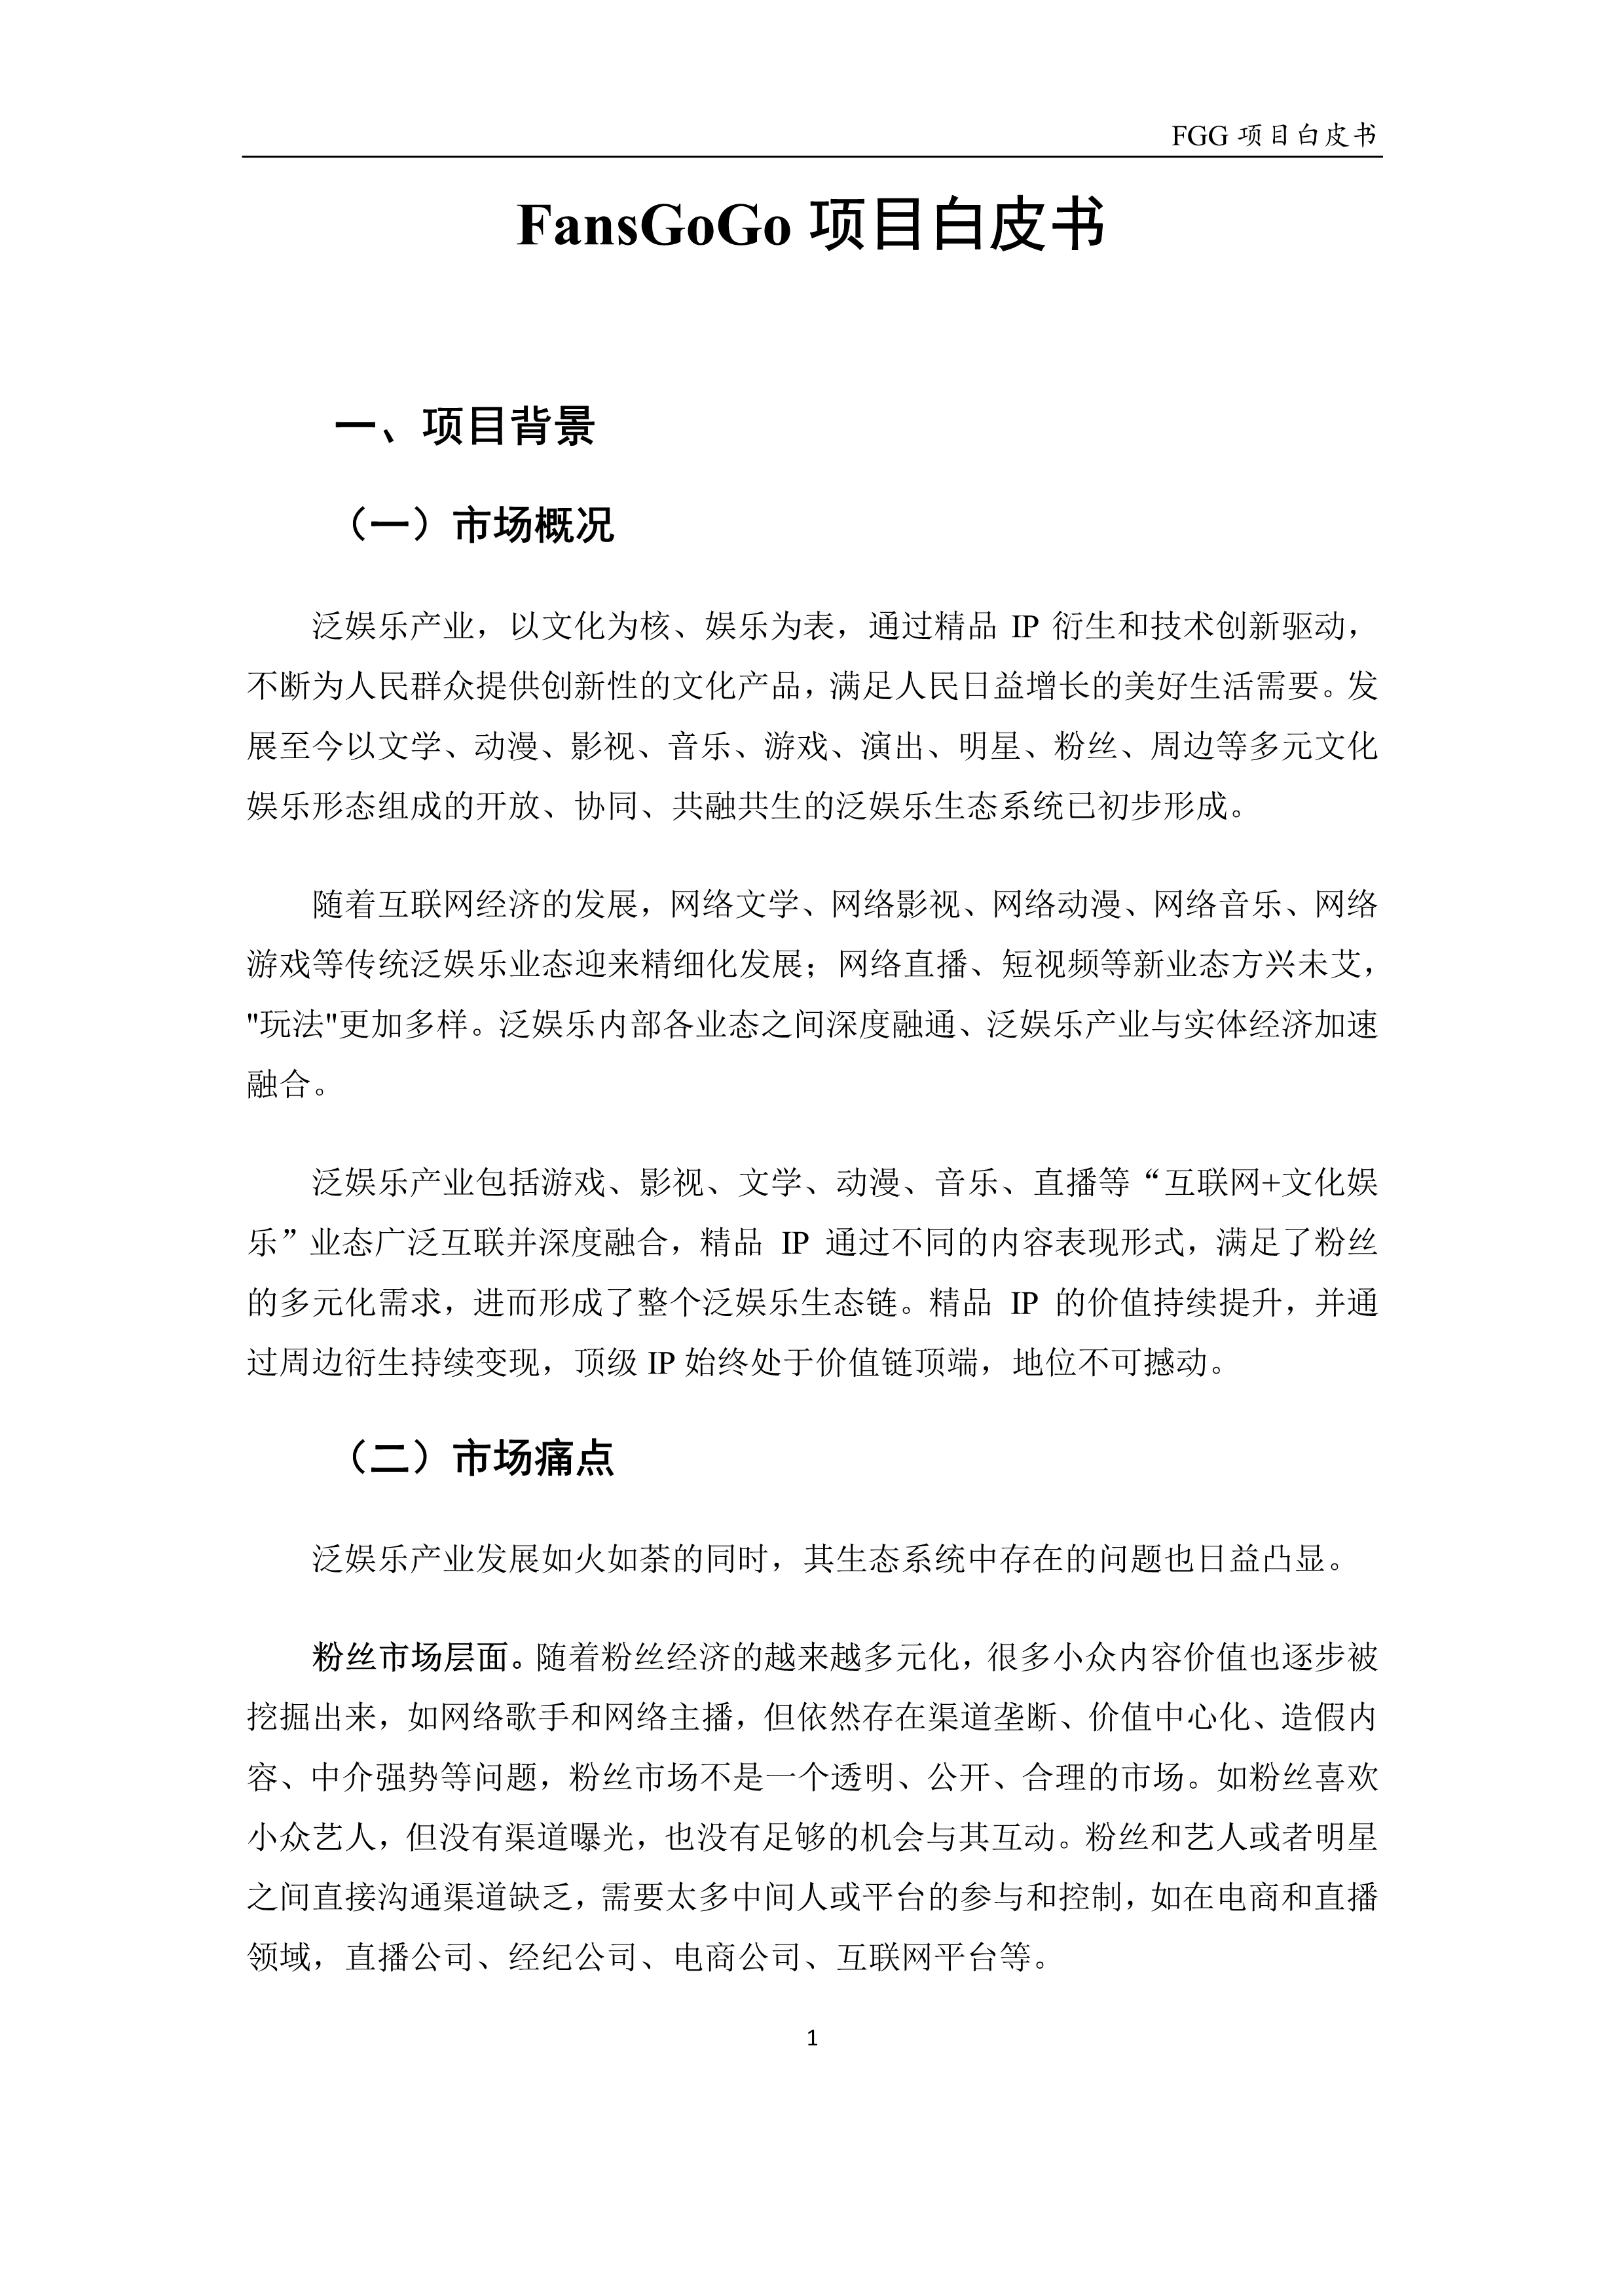 FGG 项目白皮书
FansGoGo 项目白皮书
一、项目背景
（一）市场概况
泛娱乐产业，以文化为核、娱乐为表，通过精品 IP 衍生和技术创新驱动，
不断为人民群众提供创新性的文化产品，满足人民日益增长的美好生活需要。发
展至今以文学、动漫、影视、音乐、游戏、演出、明星、粉丝、周边等多元文化
娱乐形态组成的开放、协同、共融共生的泛娱乐生态系统已初步形成。
随着互联网经济的发展，网络文学、网络影视、网络动漫、网络音乐、网络
游戏等传统泛娱乐业态迎来精细化发展；网络直播、短视频等新业态方兴未艾，
"玩法"更加多样。泛娱乐内部各业态之间深度融通、泛娱乐产业与实体经济加速
融合。
泛娱乐产业包括游戏、影视、文学、动漫、音乐、直播等“互联网+文化娱
乐”业态广泛互联并深度融合，精品 IP 通过不同的内容表现形式，满足了粉丝
的多元化需求，进而形成了整个泛娱乐生态链。精品 IP 的价值持续提升，并通
过周边衍生持续变现，顶级 IP 始终处于价值链顶端，地位不可撼动。
（二）市场痛点
泛娱乐产业发展如火如荼的同时，其生态系统中存在的问题也日益凸显。
粉丝市场层面。随着粉丝经济的越来越多元化，很多小众内容价值也逐步被
挖掘出来，如网络歌手和网络主播，但依然存在渠道垄断、价值中心化、造假内
容、中介强势等问题，粉丝市场不是一个透明、公开、合理的市场。如粉丝喜欢
小众艺人，但没有渠道曝光，也没有足够的机会与其互动。粉丝和艺人或者明星
之间直接沟通渠道缺乏，需要太多中间人或平台的参与和控制，如在电商和直播
领域，直播公司、经纪公司、电商公司、互联网平台等。
1